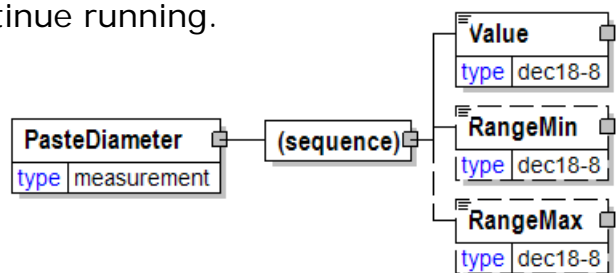 tinue running.
Value
type dec18-8
PasteDiameter
type measurement
(sequence)
RangeMin
type dec18-8
RangeMax
type dec18-8